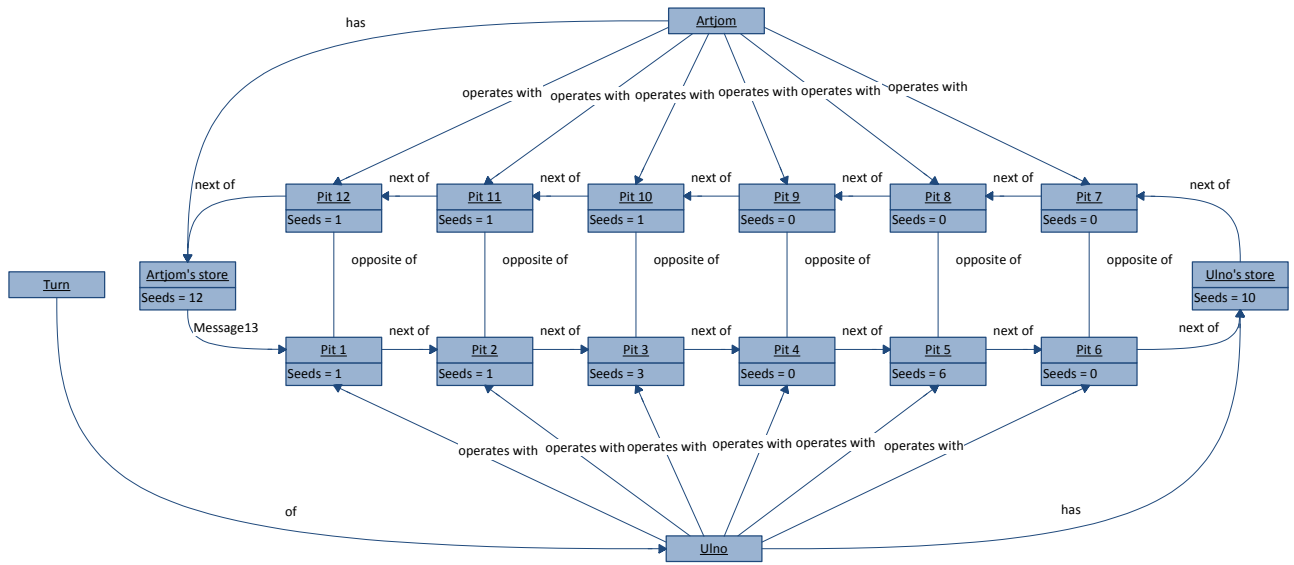 Artjom
has
operates with operates with operates with operates with operates with operates with
next of next of next of next of next of next of next of
Pit 12 Pit 11 Pit 10 Pit 9 Pit 8 Pit 7
Seeds = 1 Seeds = 1 Seeds = 1 Seeds = 0 Seeds = 0 Seeds = 0
opposite of opposite of opposite of opposite of opposite of opposite of
Turn Artjom's store Ulno's store
Seeds = 12 Seeds = 10
Message13 next of next of next of next of next of next of
Pit 1 Pit 2 Pit 3 Pit 4 Pit 5 Pit 6
Seeds = 1 Seeds = 1 Seeds = 3 Seeds = 0 Seeds = 6 Seeds = 0
operates with operates with operates with operates with operates with operates with
of has
Ulno